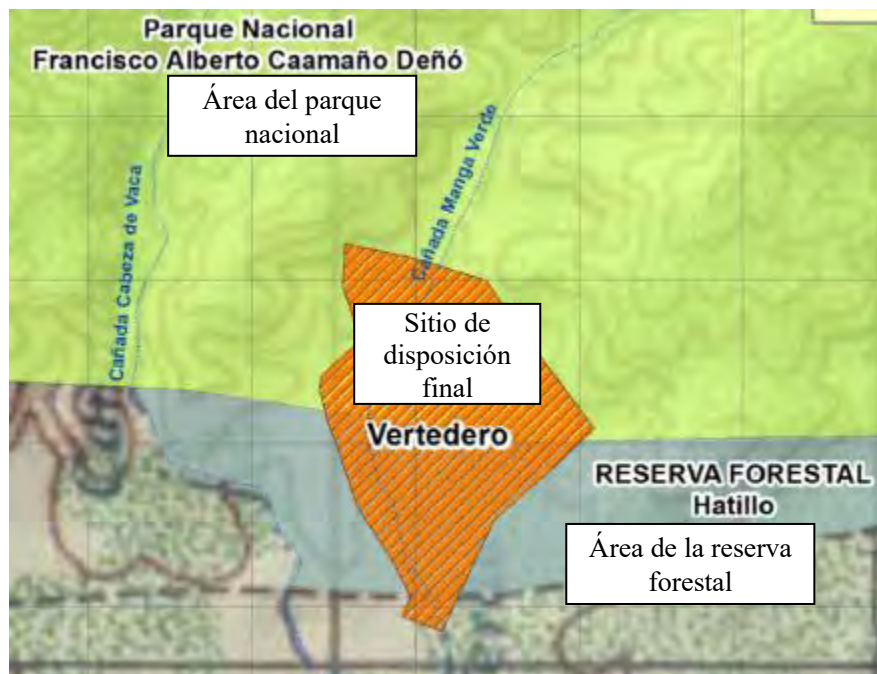 Parque Nacional
Francisco Alberto Caamaño Deñó
Área del parque
nacional
Cañada Manga Verde
Cañada Cabeza de Vaca
Sitio de
disposición
final
Vertedero
RESERVA FORESTAL
Hatillo
Área de la reserva
forestal